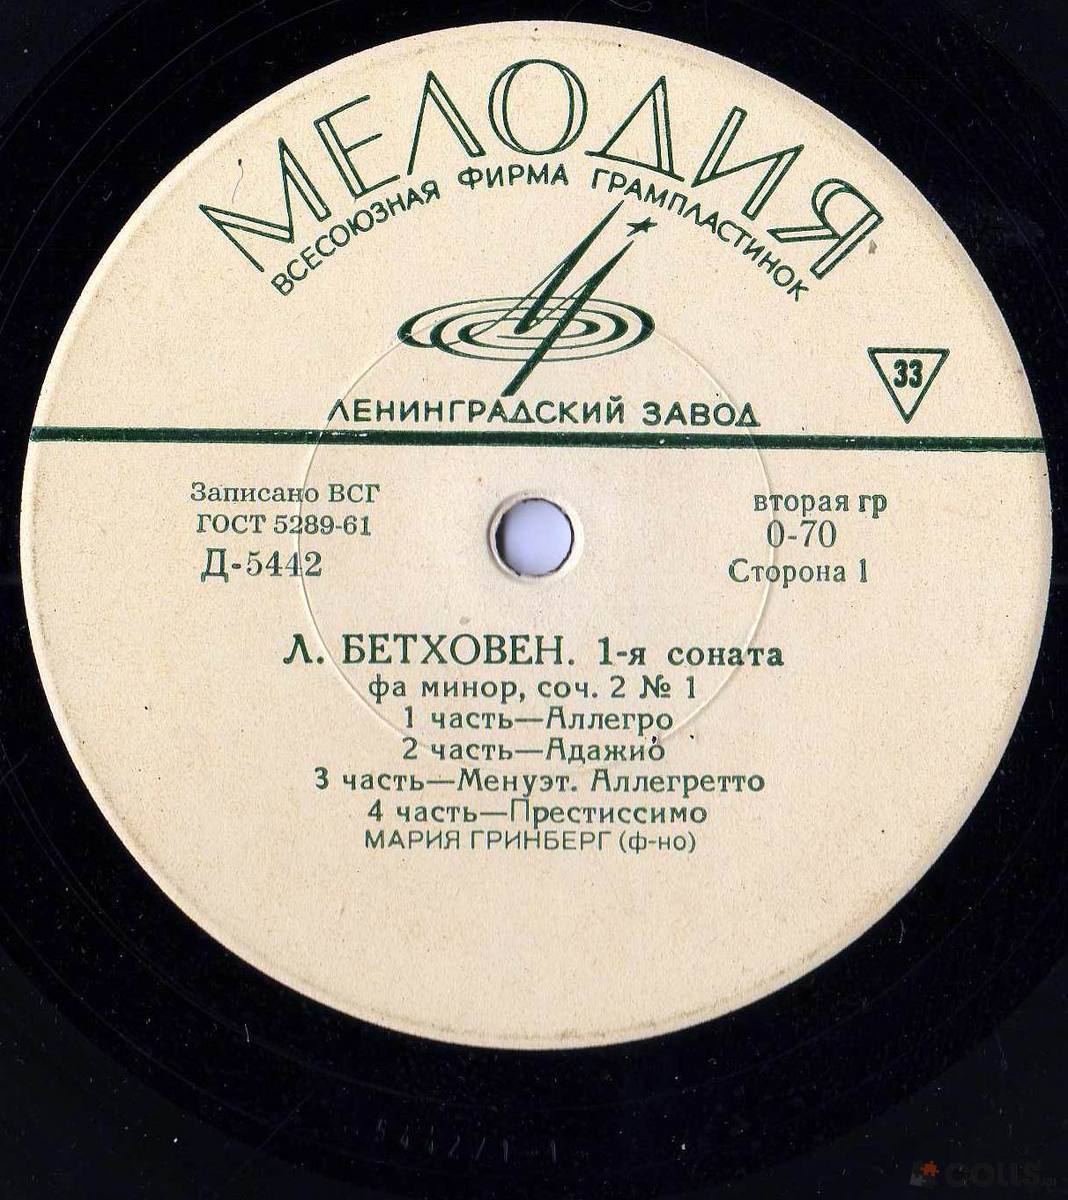 МЕЛОДИЯ
ВСЕСОЮЗНАЯ ФИРМА ГРАМПЛАСТИНОК
33
ЛЕНИНГРАДСКИЙ ЗАВОД
Записано ВСГ
ГОСТ 5289-61
Д-5442
вторая гр
0-70
Сторона 1
Л. БЕТХОВЕН. 1-я соната
фа минор, соч. 2 № 1
1 часть—Аллегро
2 часть—Адажио
3 часть—Менуэт. Аллегретто
4 часть—Престиссимо
МАРИЯ ГРИНБЕРГ (ф-но)